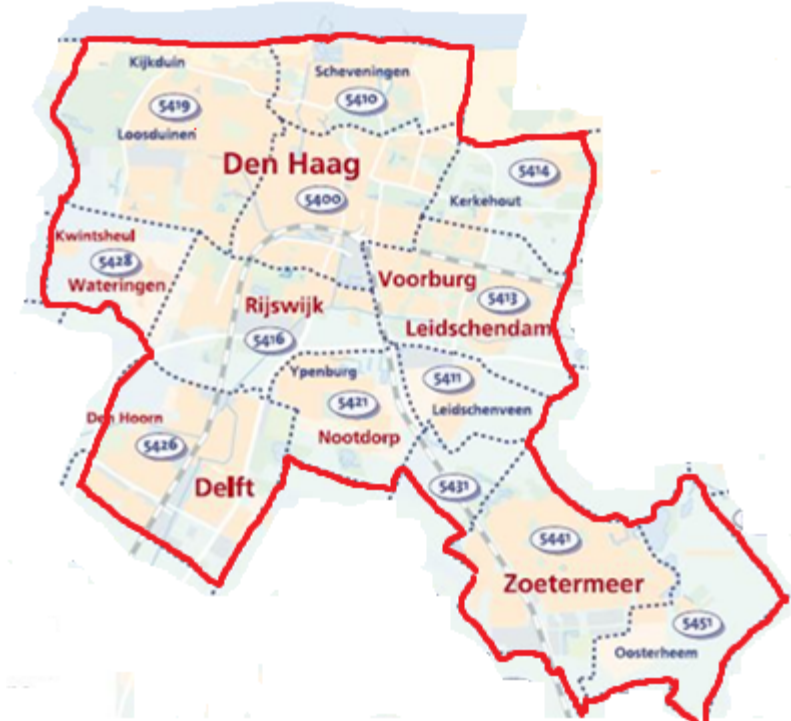 Kijkduin
Scheveningen
5419
5410
Loosduinen
Den Haag
5414
5400
Kerkehout
Kwintsheul
5428
Wateringen
Voorburg
Rijswijk
5413
Leidschendam
5416
Ypenburg
5411
5421
Leidschenveen
Den Hoorn
Nootdorp
5426
Delft
5431
5441
Zoetermeer
5451
Oosterheem